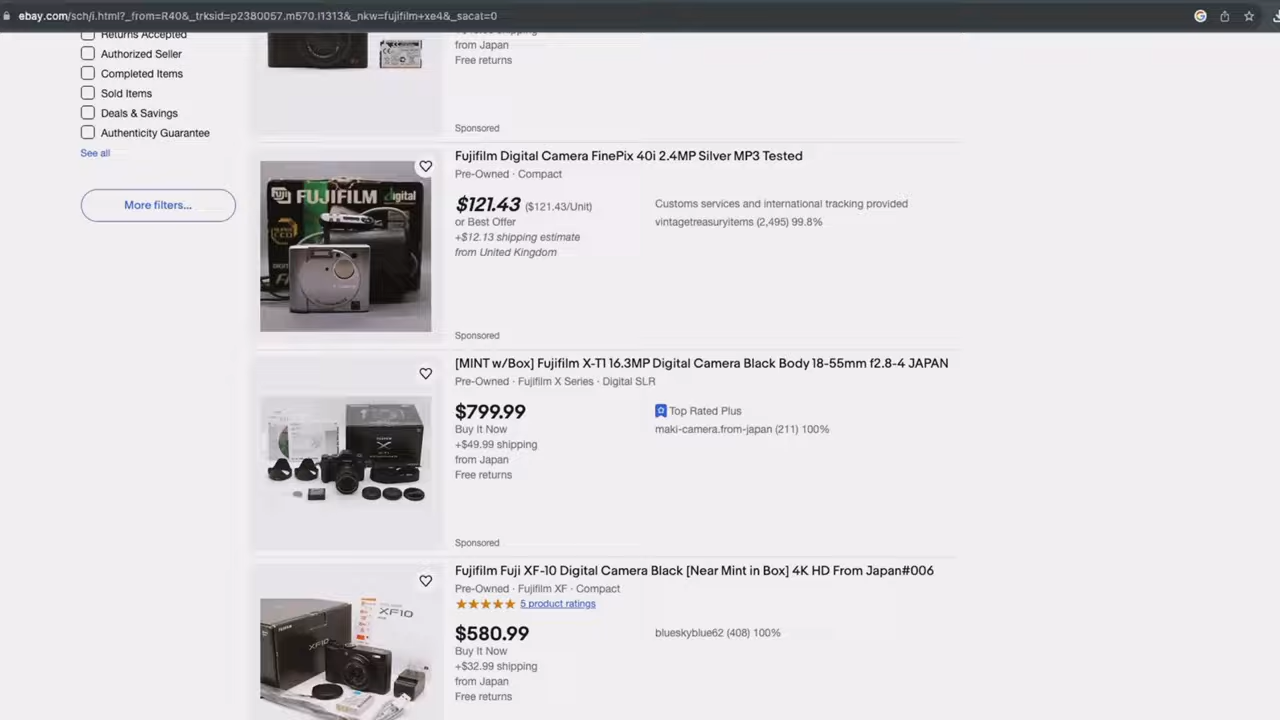 ebay.com/sch/i.html?_from=R40&_trksid=p2380057.m570.l1313&_nkw=fujifilm+xe4&_sacat=0
Returns Accepted
Authorized Seller
Completed Items
Sold Items
Deals & Savings
Authenticity Guarantee
See all
More filters...
from Japan
Free returns
Sponsored
Fujifilm Digital Camera FinePix 40i 2.4MP Silver MP3 Tested
Pre-Owned · Compact
$121.43 ($121.43/Unit)
or Best Offer
+$12.13 shipping estimate
from United Kingdom
Customs services and international tracking provided
vintagetreasuryitems (2,495) 99.8%
FUJIFILM digital
Sponsored
[MINT w/Box] Fujifilm X-T1 16.3MP Digital Camera Black Body 18-55mm f2.8-4 JAPAN
Pre-Owned · Fujifilm X Series · Digital SLR
$799.99
Buy It Now
+$49.99 shipping
from Japan
Free returns
Top Rated Plus
maki-camera.from-japan (211) 100%
Sponsored
Fujifilm Fuji XF-10 Digital Camera Black [Near Mint in Box] 4K HD From Japan#006
Pre-Owned · Fujifilm XF · Compact
5 product ratings
$580.99
Buy It Now
+$32.99 shipping
from Japan
Free returns
blueskyblue62 (408) 100%
XF10
XF10